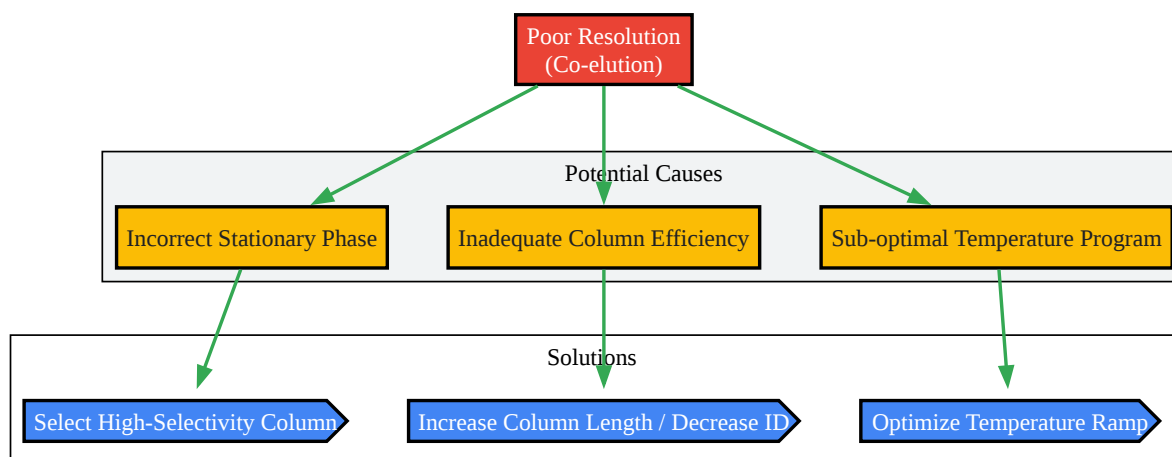 Poor Resolution
(Co-elution)
Potential Causes
Incorrect Stationary Phase
Inadequate Column Efficiency
Sub-optimal Temperature Program
Solutions
Select High-Selectivity Column
Increase Column Length / Decrease ID
Optimize Temperature Ramp